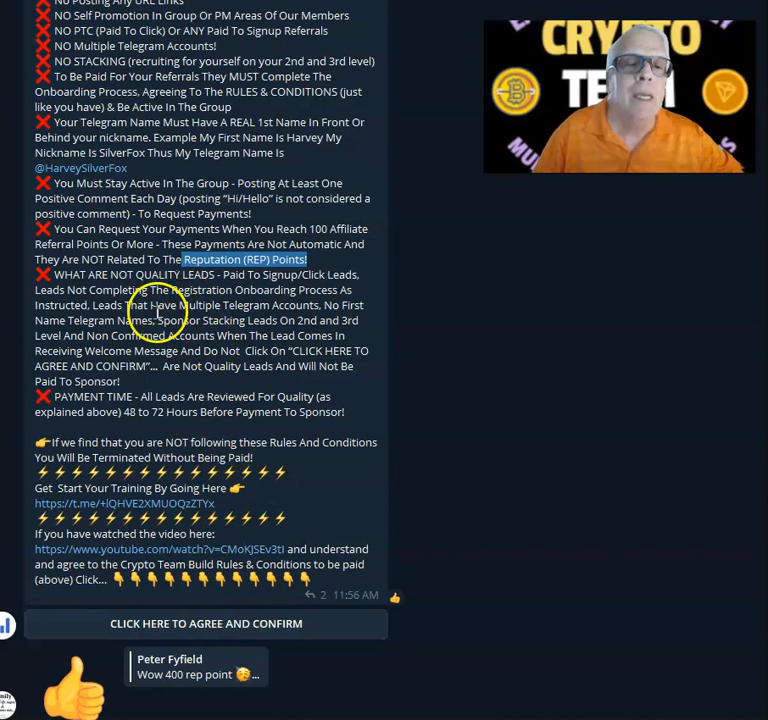 ❌ No Posting Any URL Links
❌ NO Self Promotion In Group Or PM Areas Of Our Members
❌ NO PTC (Paid To Click) Or ANY Paid To Signup Referrals
❌ NO Multiple Telegram Accounts!
❌ NO STACKING (recruiting for yourself on your 2nd and 3rd level)
❌ To Be Paid For Your Referrals They MUST Complete The
Onboarding Process, Agreeing To The RULES & CONDITIONS (just
like you have) & Be Active In The Group
❌ Your Telegram Name Must Have A REAL 1st Name In Front Or
Behind your nickname. Example My First Name Is Harvey My
Nickname Is SilverFox Thus My Telegram Name Is
@HarveySilverFox
❌ You Must Stay Active In The Group - Posting At Least One
Positive Comment Each Day (posting “Hi/Hello” is not considered a
positive comment) - To Request Payments!
❌ You Can Request Your Payments When You Reach 100 Affiliate
Referral Points Or More - These Payments Are Not Automatic And
They Are NOT Related To The Reputation (REP) Points!
❌ WHAT ARE NOT QUALITY LEADS - Paid To Signup/Click Leads,
Leads Not Completing The Registration Onboarding Process As
Instructed, Leads That Have Multiple Telegram Accounts, No First
Name Telegram Names, Sponsor Stacking Leads On 2nd and 3rd
Level And Non Confirmed Accounts When The Lead Comes In
Receiving Welcome Message And Do Not Click On “CLICK HERE TO
AGREE AND CONFIRM”... Are Not Quality Leads And Will Not Be
Paid To Sponsor!
❌ PAYMENT TIME - All Leads Are Reviewed For Quality (as
explained above) 48 to 72 Hours Before Payment To Sponsor!
👉If we find that you are NOT following these Rules And Conditions
You Will Be Terminated Without Being Paid!
⚡⚡⚡⚡⚡⚡⚡⚡⚡⚡⚡⚡⚡⚡⚡
Get Start Your Training By Going Here 👉
https://t.me/+lQHVE2XMUOQzZTYx
⚡⚡⚡⚡⚡⚡⚡⚡⚡⚡⚡⚡⚡⚡⚡
If you have watched the video here:
https://www.youtube.com/watch?v=CMoKJSEv3tI and understand
and agree to the Crypto Team Build Rules & Conditions to be paid
(above) Click... 👇👇👇👇👇👇👇👇👇👇👇
2 11:56 AM
CLICK HERE TO AGREE AND CONFIRM
Peter Fyfield
Wow 400 rep point 🥳...
CRYPTO